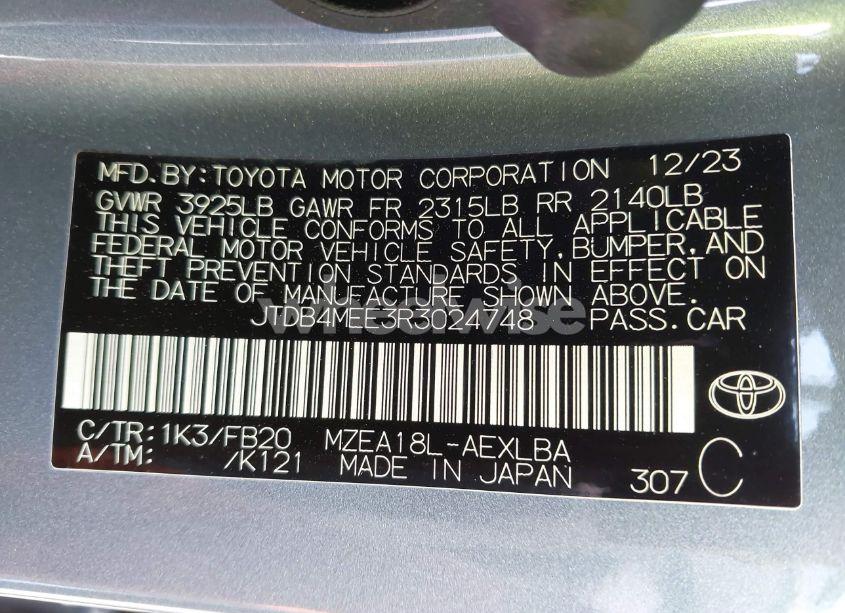 MFD. BY: TOYOTA MOTOR CORPORATION 12/23
GVWR 3925LB GAWR FR 2315LB RR 2140LB
THIS VEHICLE CONFORMS TO ALL APPLICABLE
FEDERAL MOTOR VEHICLE SAFETY, BUMPER, AND
THEFT PREVENTION STANDARDS IN EFFECT ON
THE DATE OF MANUFACTURE SHOWN ABOVE.
JTDB4MEE3R3024748 PASS.CAR
wheelwise
C/TR: 1K3/FB20 MZEA18L-AEXLBA
A/TM: /K121 MADE IN JAPAN 307 C